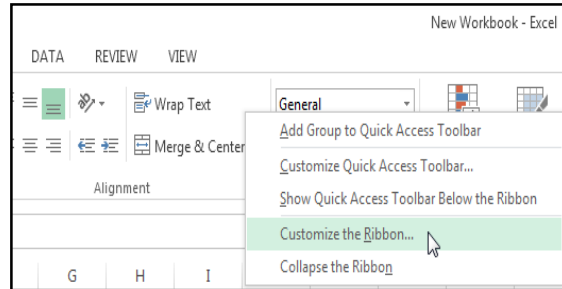 New Workbook - Excel
DATA REVIEW VIEW
Wrap Text General
Merge & Center
Alignment
Add Group to Quick Access Toolbar
Customize Quick Access Toolbar...
Show Quick Access Toolbar Below the Ribbon
Customize the Ribbon...
Collapse the Ribbon
G H I